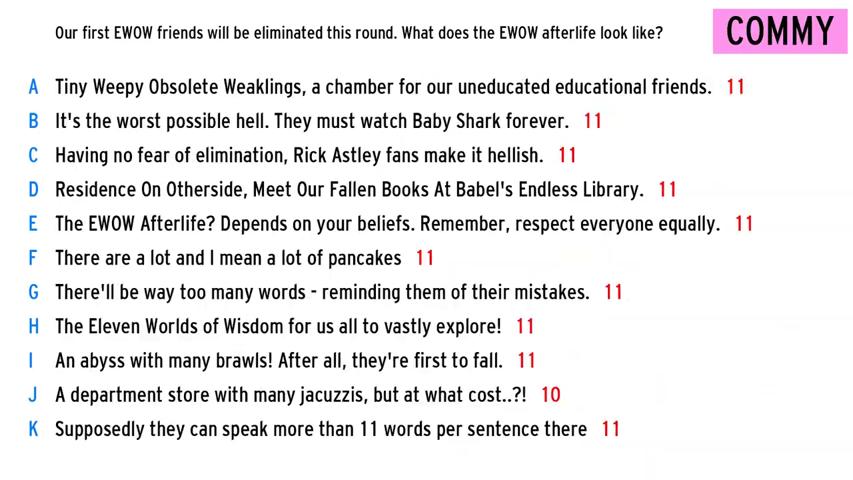 Our first EWOW friends will be eliminated this round. What does the EWOW afterlife look like?
COMMY
A Tiny Weepy Obsolete Weaklings, a chamber for our uneducated educational friends. 11
B It's the worst possible hell. They must watch Baby Shark forever. 11
C Having no fear of elimination, Rick Astley fans make it hellish. 11
D Residence On Otherside, Meet Our Fallen Books At Babel's Endless Library. 11
E The EWOW Afterlife? Depends on your beliefs. Remember, respect everyone equally. 11
F There are a lot and I mean a lot of pancakes 11
G There'll be way too many words - reminding them of their mistakes. 11
H The Eleven Worlds of Wisdom for us all to vastly explore! 11
I An abyss with many brawls! After all, they're first to fall. 11
J A department store with many jacuzzis, but at what cost..?! 10
K Supposedly they can speak more than 11 words per sentence there 11